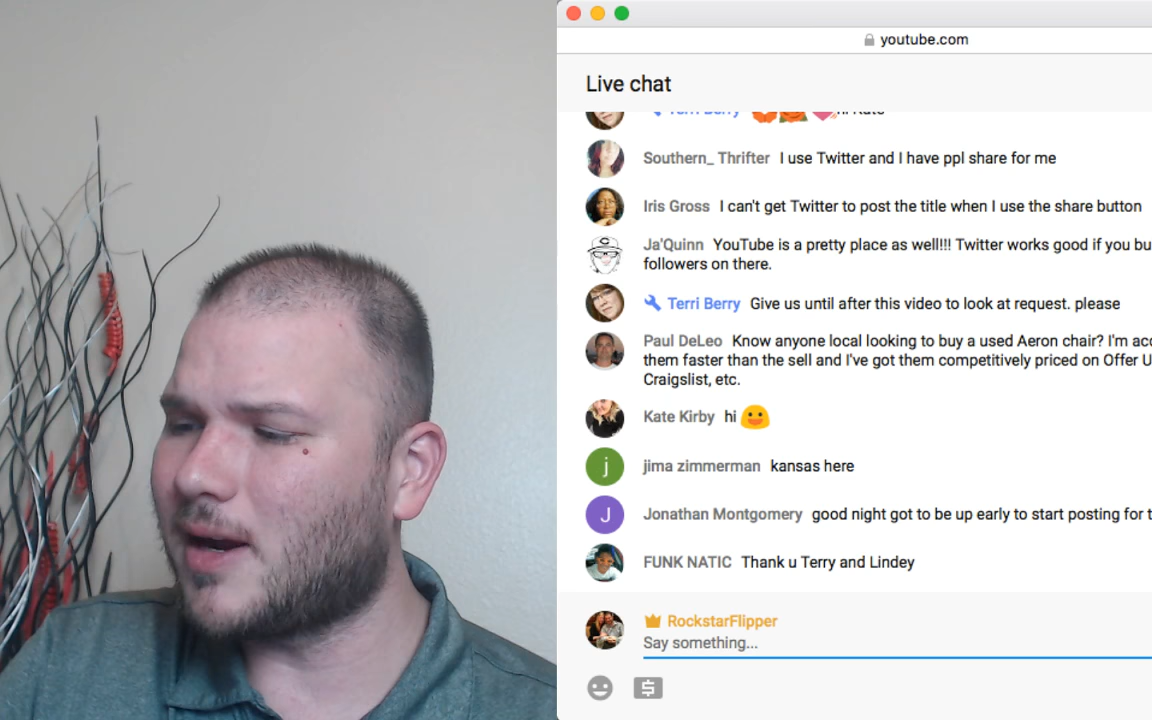 youtube.com
Live chat
Terri Berry hi Kate
Southern_ Thrifter I use Twitter and I have ppl share for me
Iris Gross I can't get Twitter to post the title when I use the share button
Ja'Quinn YouTube is a pretty place as well!!! Twitter works good if you bu
followers on there.
Terri Berry Give us until after this video to look at request. please
Paul DeLeo Know anyone local looking to buy a used Aeron chair? I'm acc
them faster than the sell and I've got them competitively priced on Offer U
Craigslist, etc.
Kate Kirby hi
j jima zimmerman kansas here
J Jonathan Montgomery good night got to be up early to start posting for t
FUNK NATIC Thank u Terry and Lindey
RockstarFlipper
Say something...